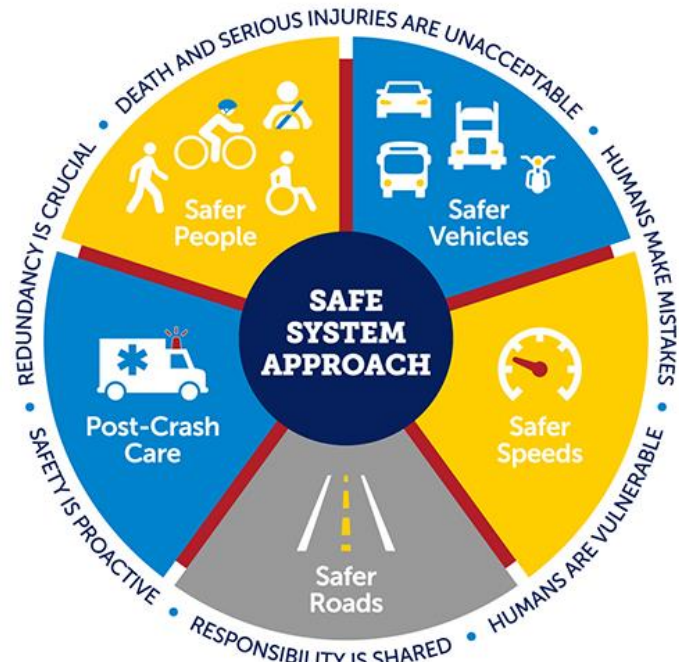 DEATH AND SERIOUS INJURIES ARE UNACCEPTABLE
HUMANS MAKE MISTAKES
HUMANS ARE VULNERABLE
RESPONSIBILITY IS SHARED
SAFETY IS PROACTIVE
REDUNDANCY IS CRUCIAL
Safer
People
Safer
Vehicles
SAFE
SYSTEM
APPROACH
Post-Crash
Care
Safer
Speeds
Safer
Roads